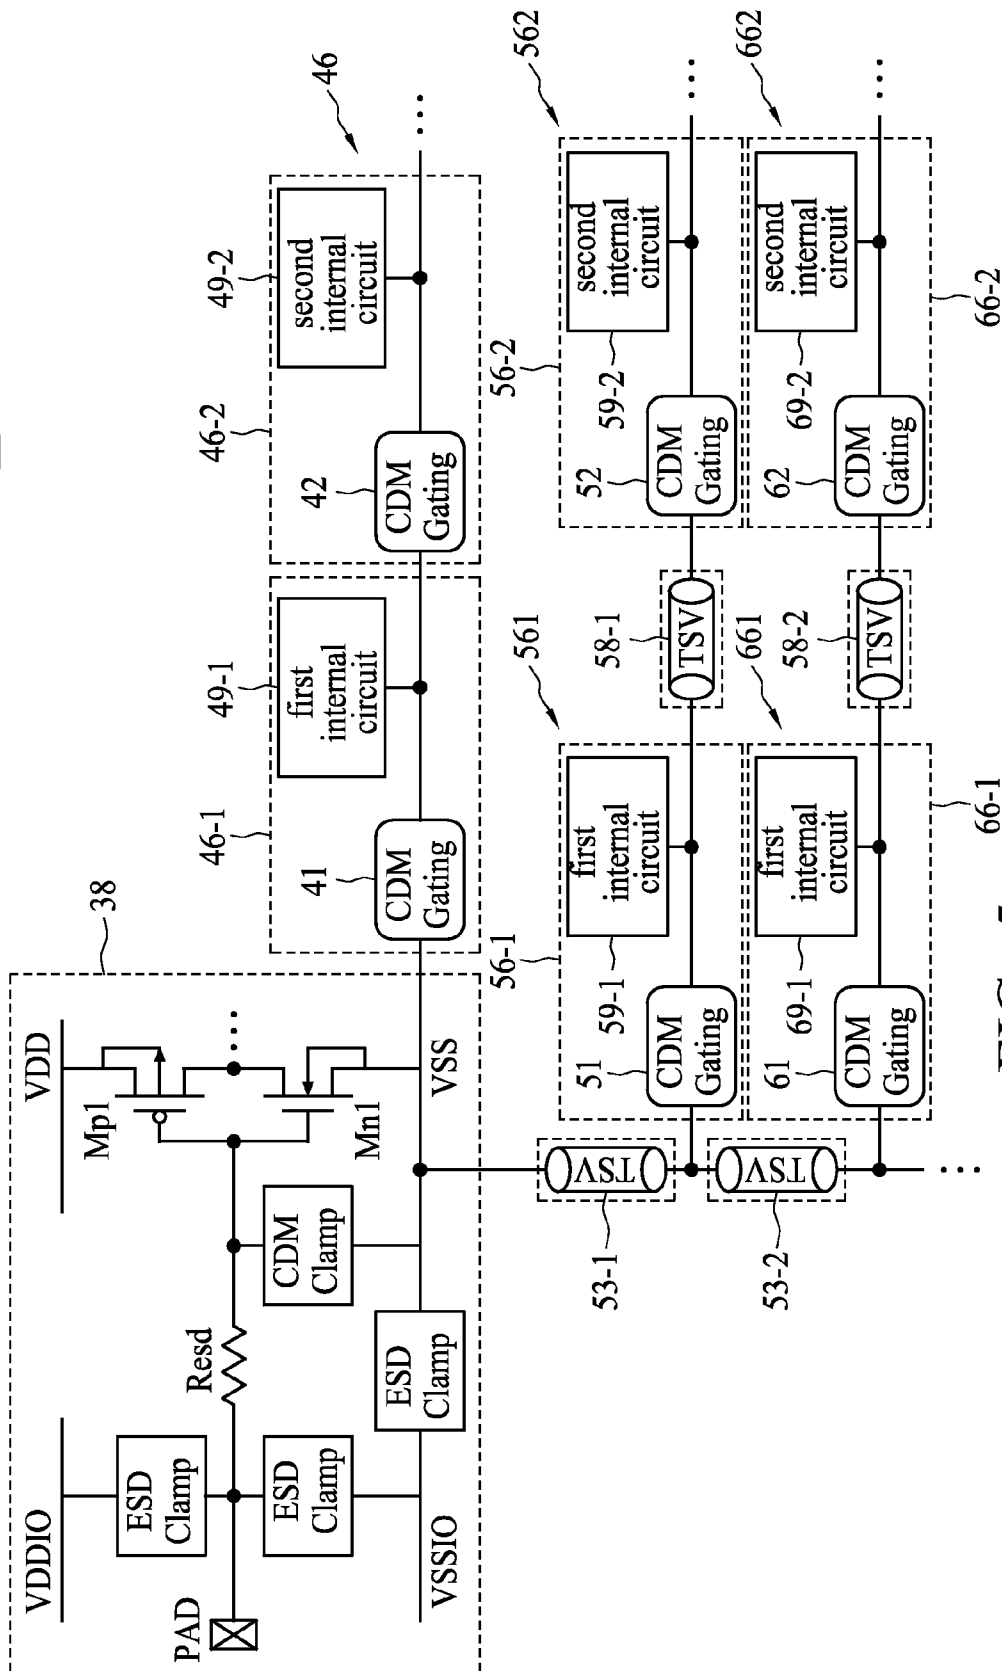 38
VDDIO
VDD
PAD
ESD
Clamp
Resd
Mp1
...
ESD
Clamp
CDM
Clamp
Mn1
VSSIO
ESD
Clamp
VSS
46-1
49-1
first
internal
circuit
41
CDM
Gating
46-2
49-2
second
internal
circuit
42
CDM
Gating
46
...
53-1
TSV
56-1
59-1
first
internal
circuit
51
CDM
Gating
561
58-1
TSV
56-2
59-2
second
internal
circuit
52
CDM
Gating
562
...
53-2
TSV
66-1
69-1
first
internal
circuit
61
CDM
Gating
661
58-2
TSV
66-2
69-2
second
internal
circuit
62
CDM
Gating
662
...
...